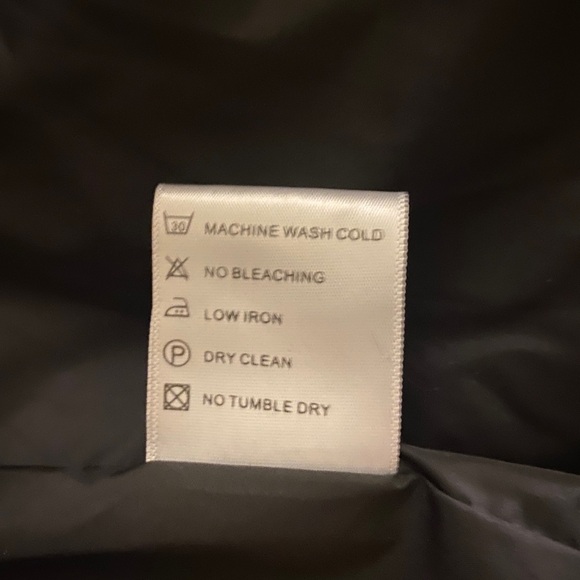 30 MACHINE WASH COLD
NO BLEACHING
LOW IRON
P DRY CLEAN
NO TUMBLE DRY